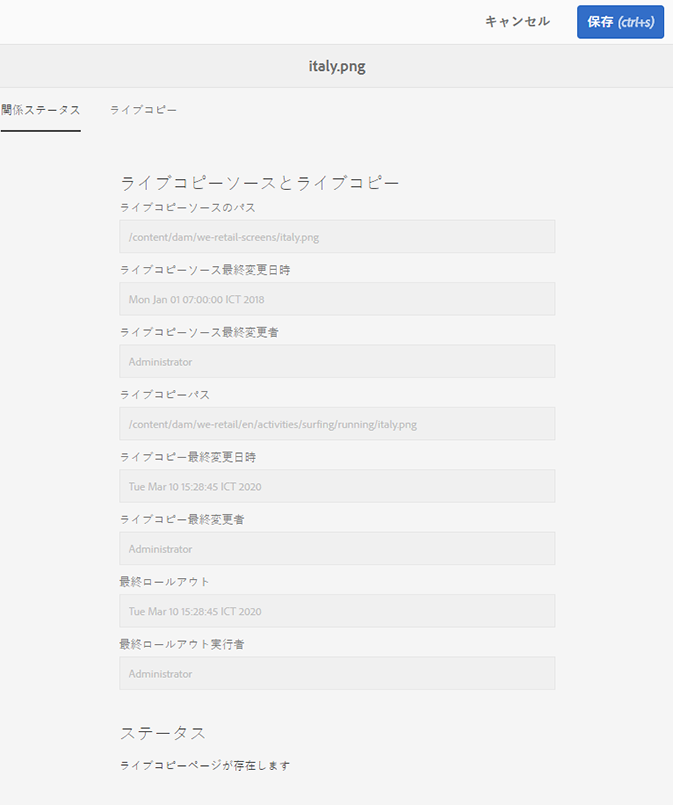 キャンセル
保存 (ctrl+s)
italy.png
関係ステータス
ライブコピー
ライブコピーソースとライブコピー
ライブコピーソースのパス
/content/dam/we-retail-screens/italy.png
ライブコピーソース最終変更日時
Mon Jan 01 07:00:00 ICT 2018
ライブコピーソース最終変更者
Administrator
ライブコピーパス
/content/dam/we-retail/en/activities/surfing/running/italy.png
ライブコピー最終変更日時
Tue Mar 10 15:28:45 ICT 2020
ライブコピー最終変更者
Administrator
最終ロールアウト
Tue Mar 10 15:28:45 ICT 2020
最終ロールアウト実行者
Administrator
ステータス
ライブコピーページが存在します